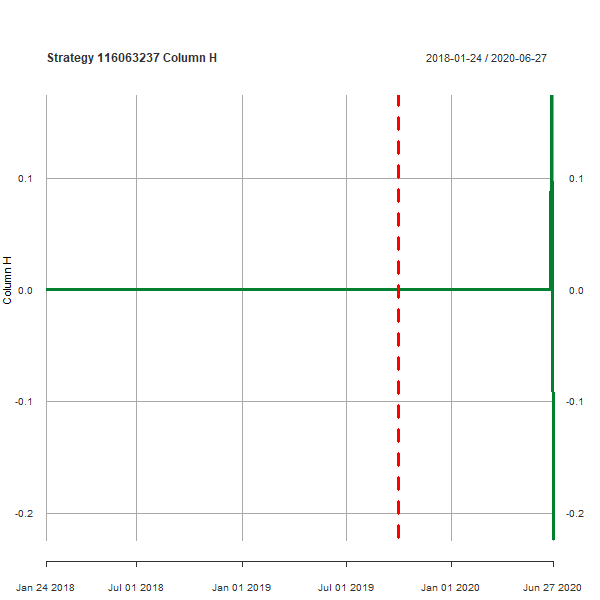 Strategy 116063237 Column H
2018-01-24 / 2020-06-27
Column H
0.1
0.0
-0.1
-0.2
0.1
0.0
-0.1
-0.2
Jan 24 2018
Jul 01 2018
Jan 01 2019
Jul 01 2019
Jan 01 2020
Jun 27 2020